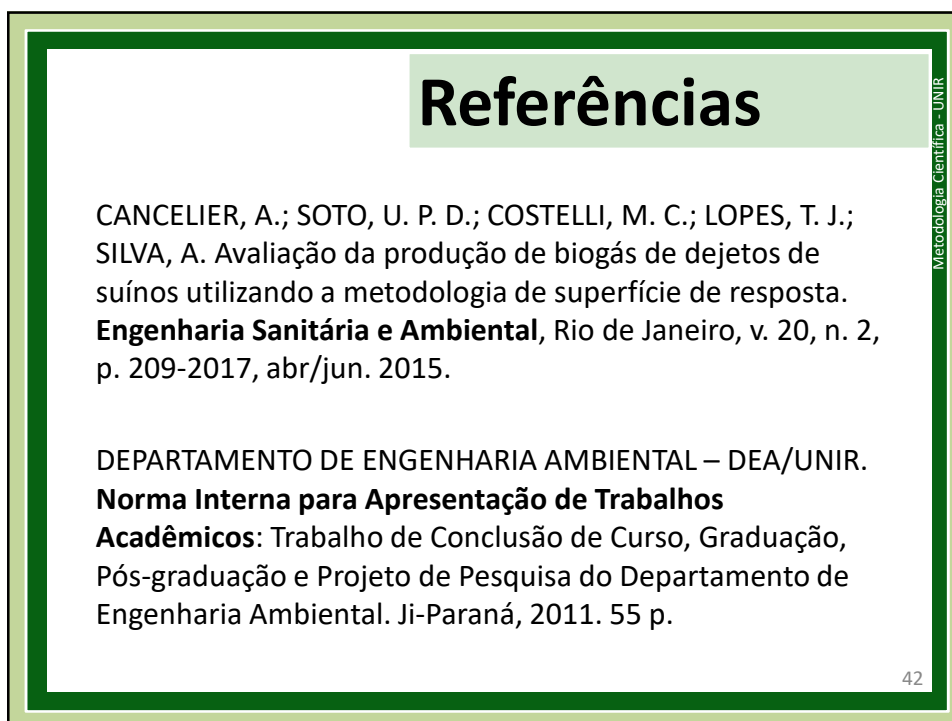 Referências
Metodologia Científica - UNIR
CANCELIER, A.; SOTO, U. P. D.; COSTELLI, M. C.; LOPES, T. J.;
SILVA, A. Avaliação da produção de biogás de dejetos de
suínos utilizando a metodologia de superfície de resposta.
Engenharia Sanitária e Ambiental, Rio de Janeiro, v. 20, n. 2,
p. 209-2017, abr/jun. 2015.
DEPARTAMENTO DE ENGENHARIA AMBIENTAL – DEA/UNIR.
Norma Interna para Apresentação de Trabalhos
Acadêmicos: Trabalho de Conclusão de Curso, Graduação,
Pós-graduação e Projeto de Pesquisa do Departamento de
Engenharia Ambiental. Ji-Paraná, 2011. 55 p.
42